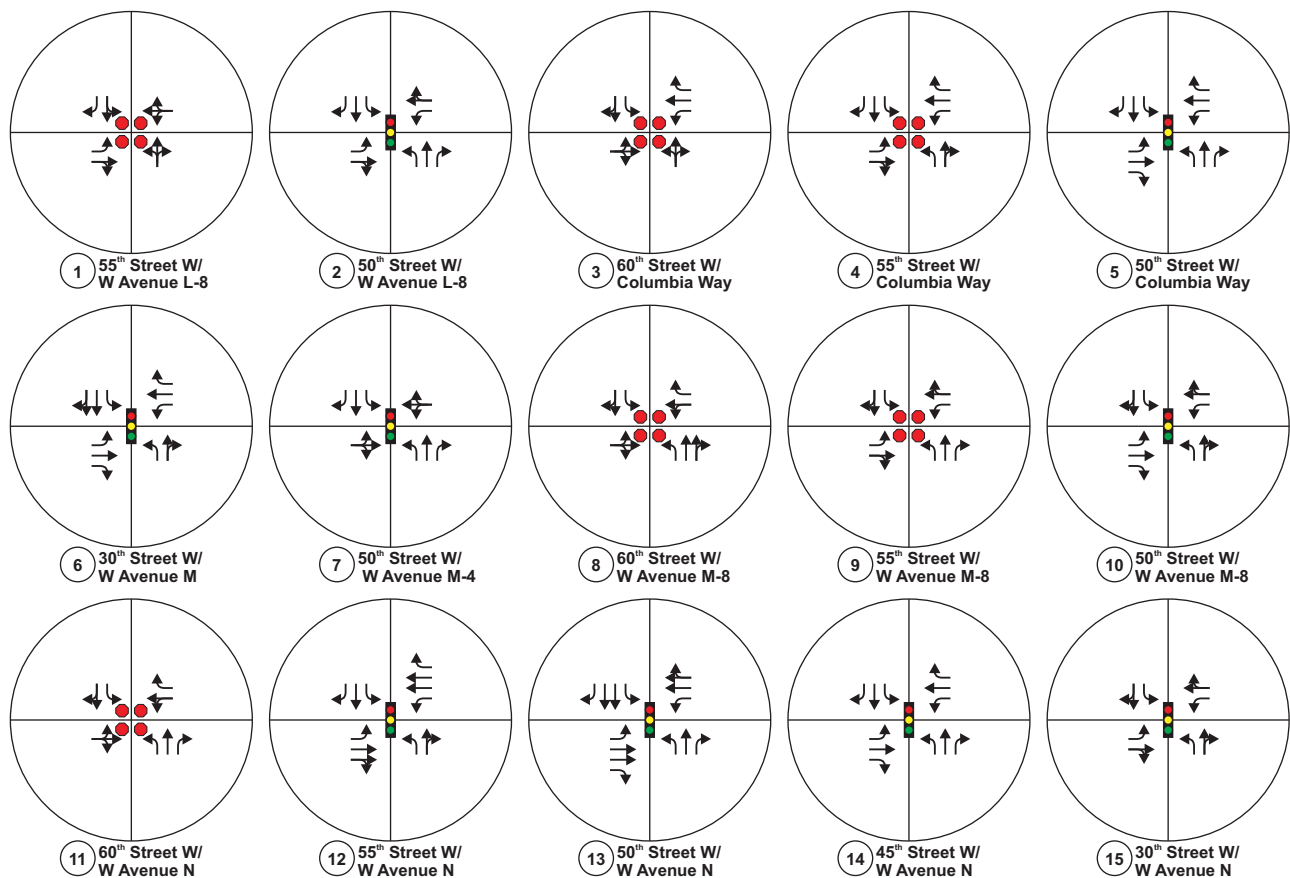 1 55th Street W/
W Avenue L-8
2 50th Street W/
W Avenue L-8
3 60th Street W/
Columbia Way
4 55th Street W/
Columbia Way
5 50th Street W/
Columbia Way
6 30th Street W/
W Avenue M
7 50th Street W/
W Avenue M-4
8 60th Street W/
W Avenue M-8
9 55th Street W/
W Avenue M-8
10 50th Street W/
W Avenue M-8
11 60th Street W/
W Avenue N
12 55th Street W/
W Avenue N
13 50th Street W/
W Avenue N
14 45th Street W/
W Avenue N
15 30th Street W/
W Avenue N